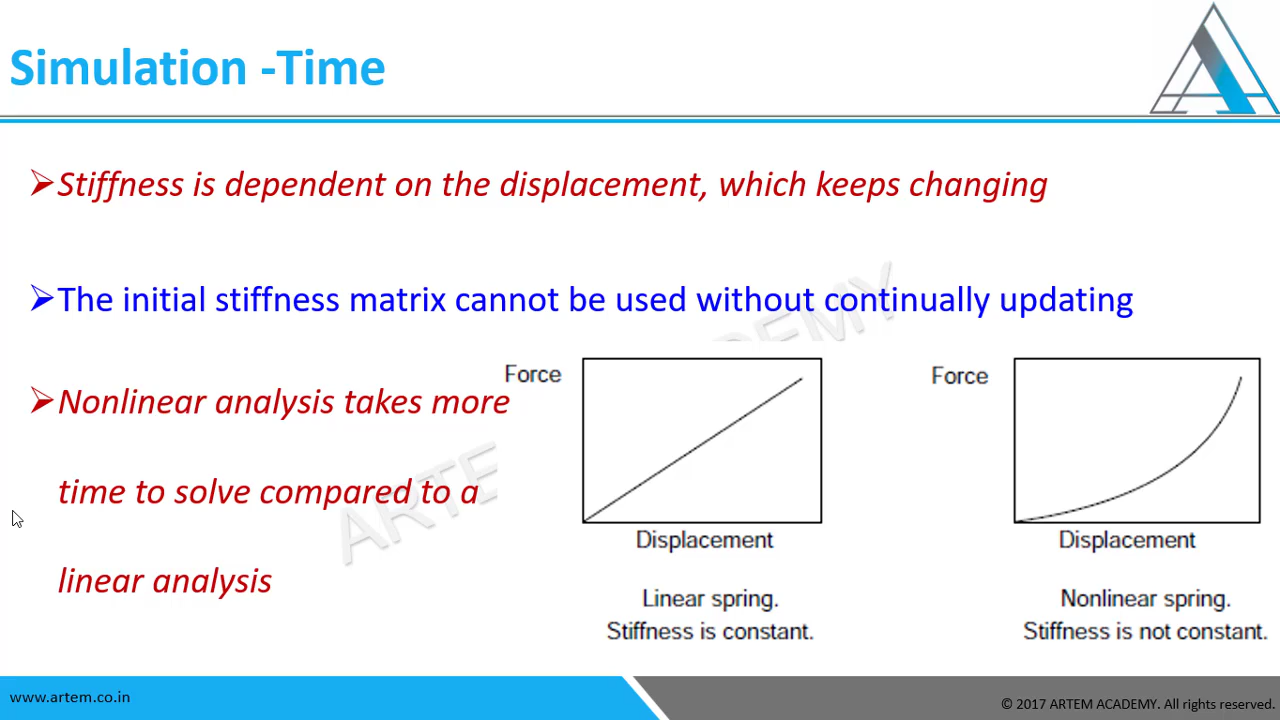 Simulation -Time
➢Stiffness is dependent on the displacement, which keeps changing
➢The initial stiffness matrix cannot be used without continually updating
➢Nonlinear analysis takes more
time to solve compared to a
linear analysis
Force
Displacement
Linear spring.
Stiffness is constant.
Force
Displacement
Nonlinear spring.
Stiffness is not constant.
www.artem.co.in
© 2017 ARTEM ACADEMY. All rights reserved.